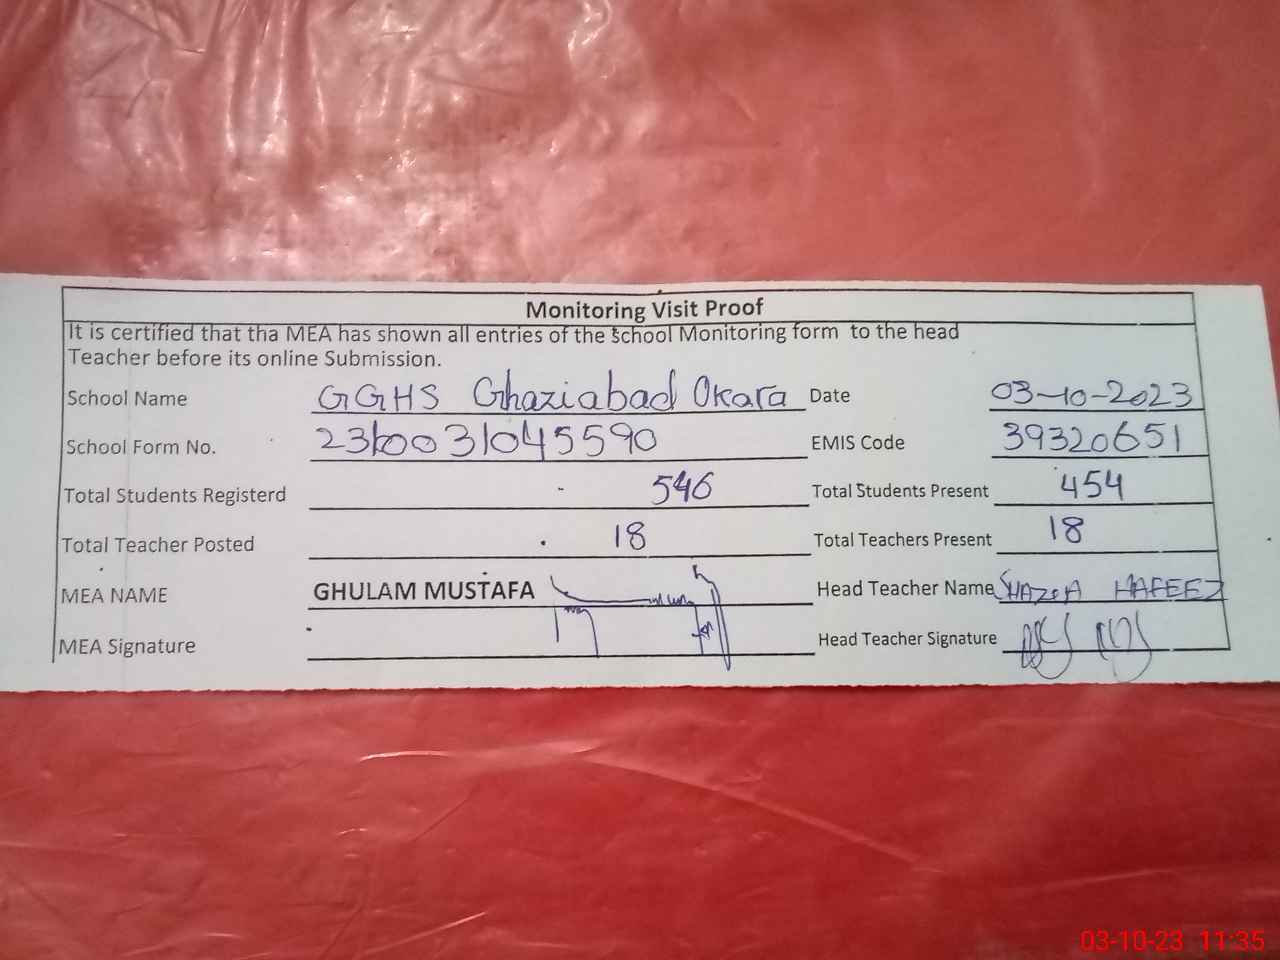 Monitoring Visit Proof
It is certified that tha MEA has shown all entries of the school Monitoring form to the head
Teacher before its online Submission.
School Name GGHS Ghaziabad Okara Date 03-10-2023
School Form No. EMIS Code 39320651
Total Students Registerd 546 Total Students Present 454
Total Teacher Posted 18 Total Teachers Present 18
MEA NAME GHULAM MUSTAFA Head Teacher Name HAFEEZ
MEA Signature Head Teacher Signature
03-10-23 11:35